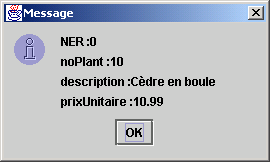 Message
NER :0
noPlant :10
description :Cèdre en boule
prixUnitaire :10.99
OK